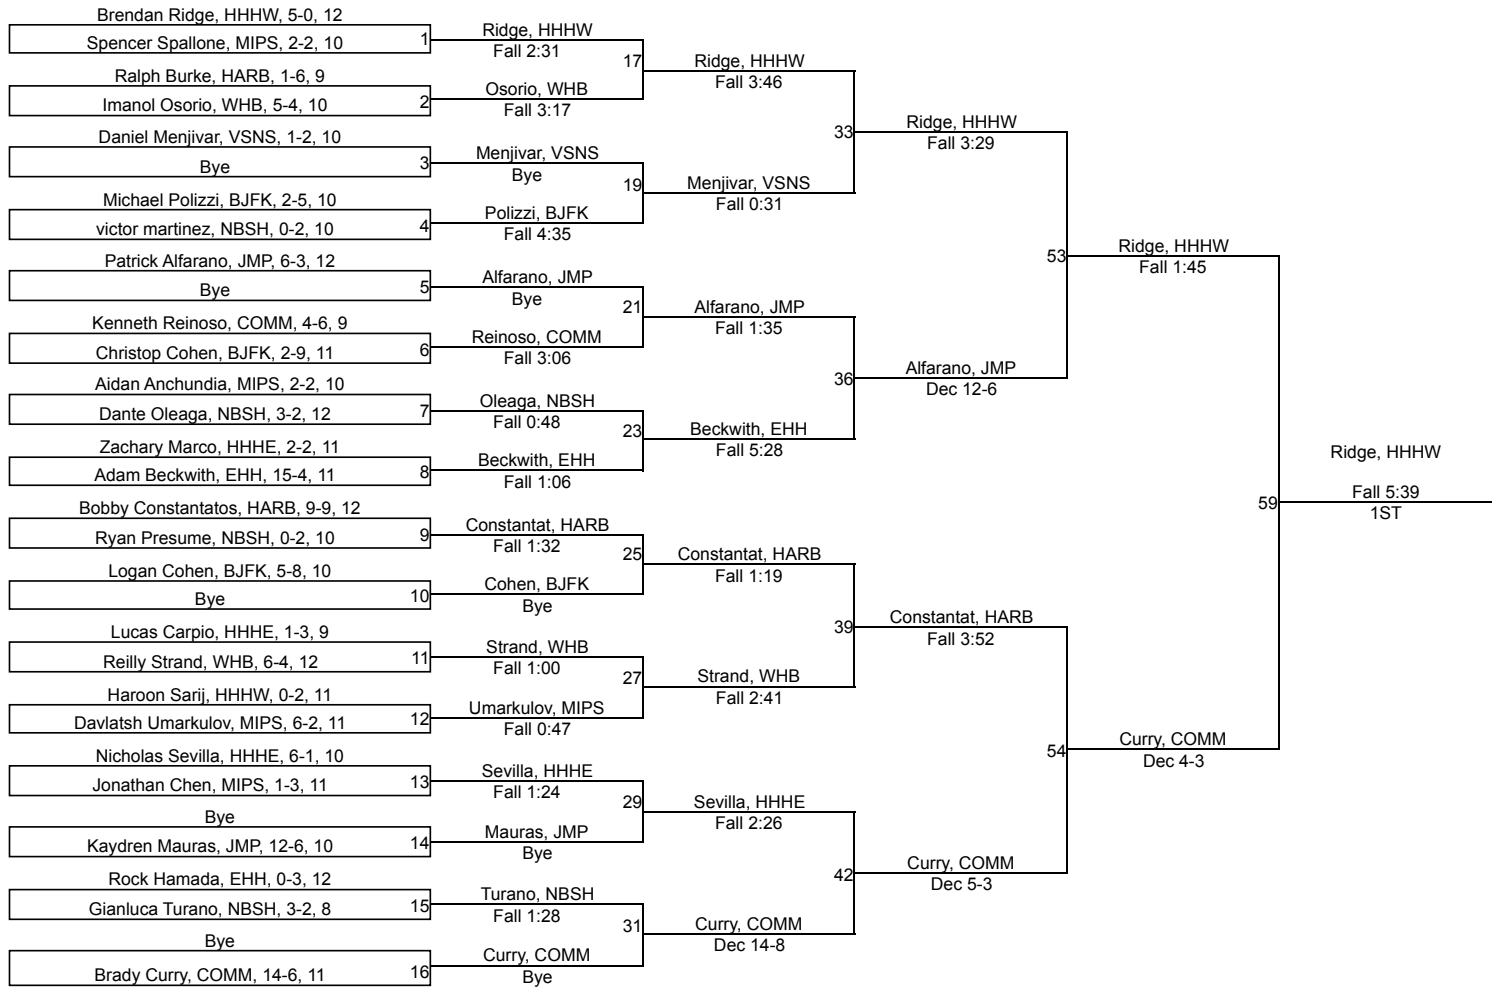 Brendan Ridge, HHHW, 5-0, 12
Spencer Spallone, MIPS, 2-2, 10
1
Ralph Burke, HARB, 1-6, 9
Imanol Osorio, WHB, 5-4, 10
2
Daniel Menjivar, VSNS, 1-2, 10
Bye
3
Michael Polizzi, BJFK, 2-5, 10
victor martinez, NBSH, 0-2, 10
4
Patrick Alfarano, JMP, 6-3, 12
Bye
5
Kenneth Reinoso, COMM, 4-6, 9
Christop Cohen, BJFK, 2-9, 11
6
Aidan Anchundia, MIPS, 2-2, 10
Dante Oleaga, NBSH, 3-2, 12
7
Zachary Marco, HHHE, 2-2, 11
Adam Beckwith, EHH, 15-4, 11
8
Bobby Constantatos, HARB, 9-9, 12
Ryan Presume, NBSH, 0-2, 10
9
Logan Cohen, BJFK, 5-8, 10
Bye
10
Lucas Carpio, HHHE, 1-3, 9
Reilly Strand, WHB, 6-4, 12
11
Haroon Sarij, HHHW, 0-2, 11
Davlatsh Umarkulov, MIPS, 6-2, 11
12
Nicholas Sevilla, HHHE, 6-1, 10
Jonathan Chen, MIPS, 1-3, 11
13
Bye
Kaydren Mauras, JMP, 12-6, 10
14
Rock Hamada, EHH, 0-3, 12
Gianluca Turano, NBSH, 3-2, 8
15
Bye
Brady Curry, COMM, 14-6, 11
16
Ridge, HHHW
Fall 2:31
17
Osorio, WHB
Fall 3:17
Menjivar, VSNS
Bye
19
Polizzi, BJFK
Fall 4:35
Alfarano, JMP
Bye
21
Reinoso, COMM
Fall 3:06
Oleaga, NBSH
Fall 0:48
23
Beckwith, EHH
Fall 1:06
Constantat, HARB
Fall 1:32
25
Cohen, BJFK
Bye
Strand, WHB
Fall 1:00
27
Umarkulov, MIPS
Fall 0:47
Sevilla, HHHE
Fall 1:24
29
Mauras, JMP
Bye
Turano, NBSH
Fall 1:28
31
Curry, COMM
Bye
Ridge, HHHW
Fall 3:46
33
Menjivar, VSNS
Fall 0:31
Alfarano, JMP
Fall 1:35
36
Beckwith, EHH
Fall 5:28
Constantat, HARB
Fall 1:19
39
Strand, WHB
Fall 2:41
Sevilla, HHHE
Fall 2:26
42
Curry, COMM
Dec 14-8
Ridge, HHHW
Fall 3:29
53
Alfarano, JMP
Dec 12-6
Constantat, HARB
Fall 3:52
54
Curry, COMM
Dec 5-3
Ridge, HHHW
Fall 1:45
59
Curry, COMM
Dec 4-3
Ridge, HHHW
Fall 5:39
1ST